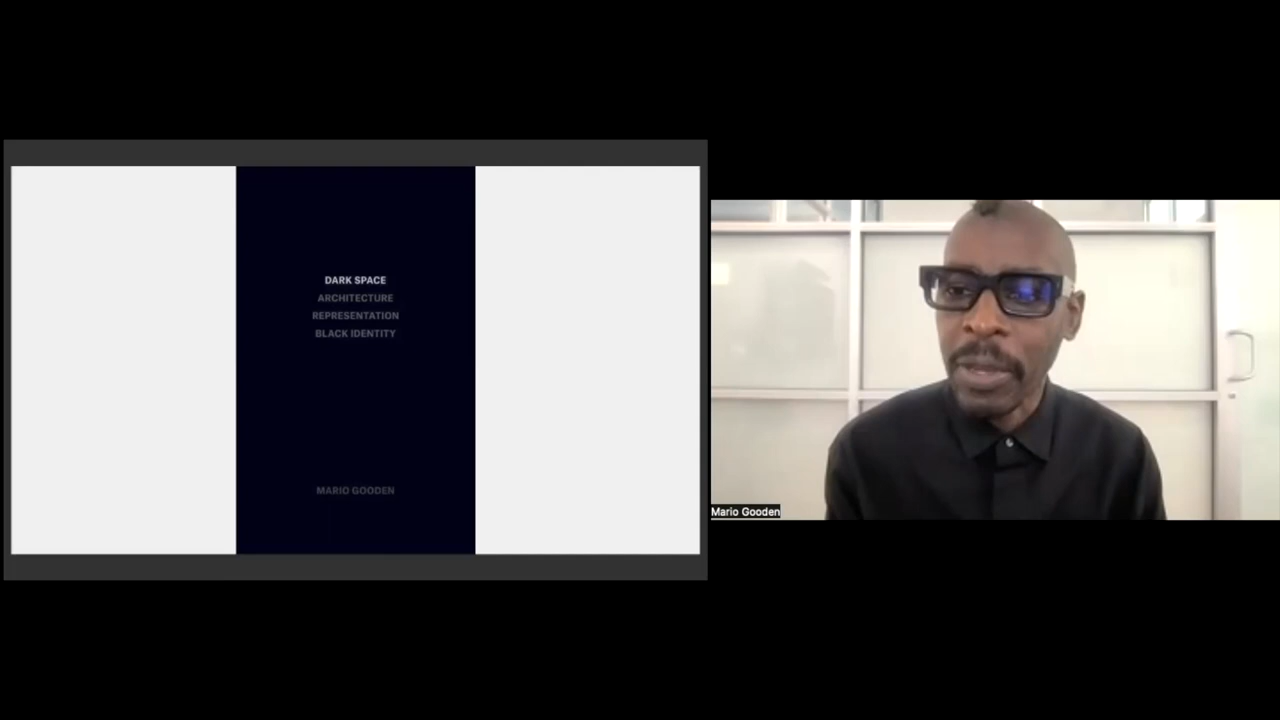 DARK SPACE
ARCHITECTURE
REPRESENTATION
BLACK IDENTITY
MARIO GOODEN
Mario Gooden